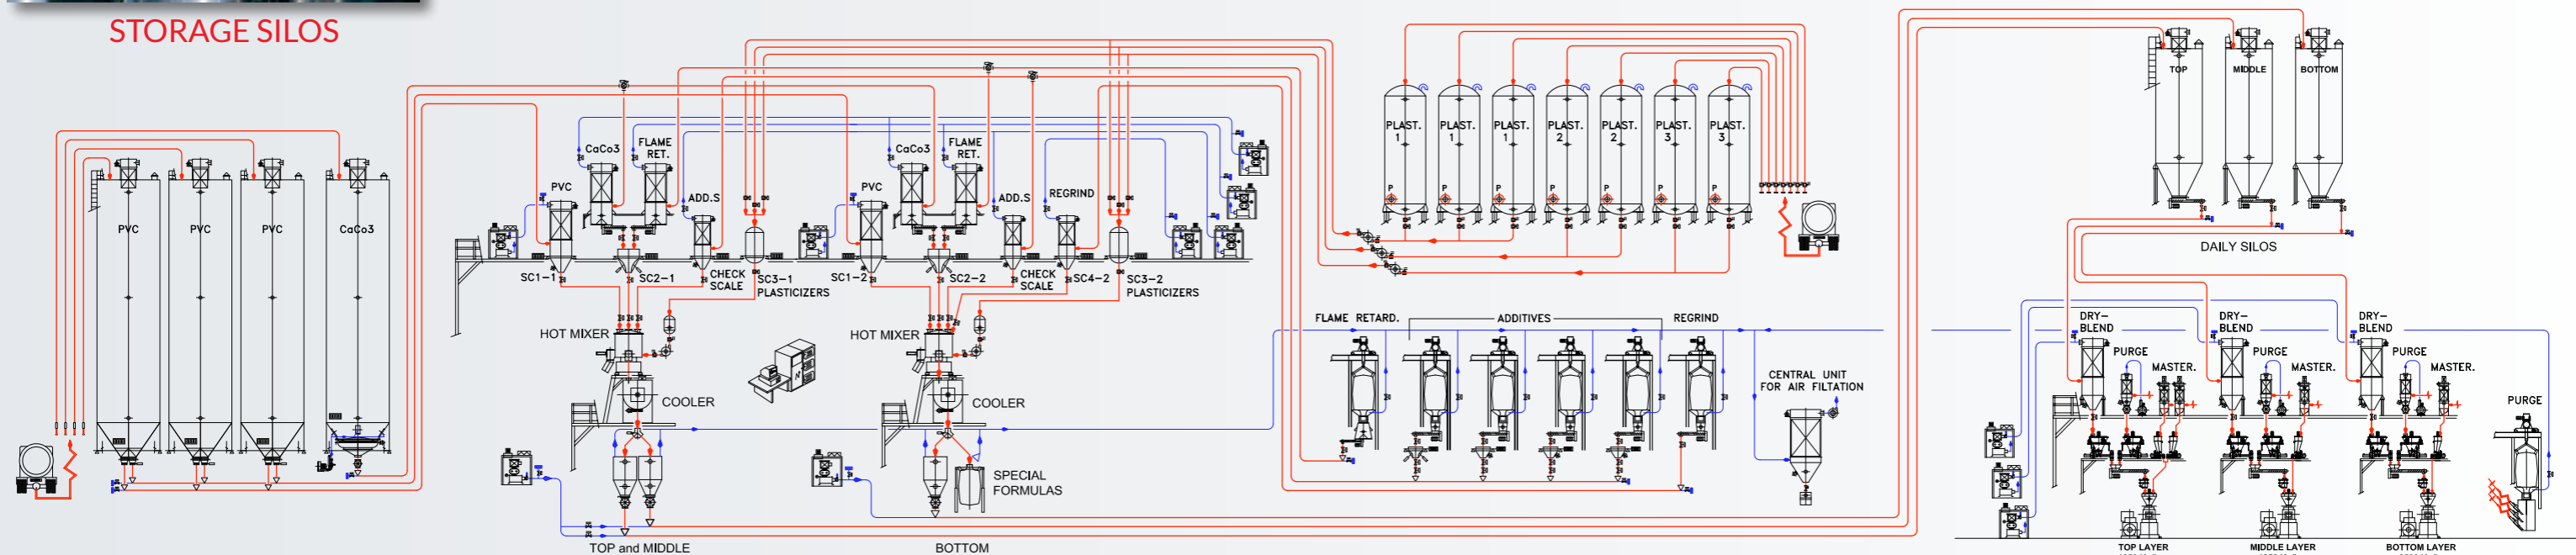 STORAGE SILOS
PVC
PVC
PVC
CaCo3
PVC
CaCo3
FLAME
RET.
ADD.S
SC1-1
SC2-1
CHECK
SCALE
SC3-1
PLASTICIZERS
HOT MIXER
COOLER
TOP and MIDDLE
PVC
CaCo3
FLAME
RET.
ADD.S
REGRIND
SC1-2
SC2-2
CHECK
SCALE
SC4-2
SC3-2
PLASTICIZERS
HOT MIXER
COOLER
SPECIAL
FORMULAS
BOTTOM
PLAST.
1
PLAST.
1
PLAST.
1
PLAST.
2
PLAST.
2
PLAST.
3
PLAST.
3
P
P
P
P
P
P
P
FLAME RETARD.
ADDITIVES
REGRIND
CENTRAL UNIT
FOR AIR FILTATION
TOP
MIDDLE
BOTTOM
DAILY SILOS
DRY-
BLEND
PURGE
MASTER.
DRY-
BLEND
PURGE
MASTER.
DRY-
BLEND
PURGE
MASTER.
PURGE
TOP LAYER
MIDDLE LAYER
BOTTOM LAYER